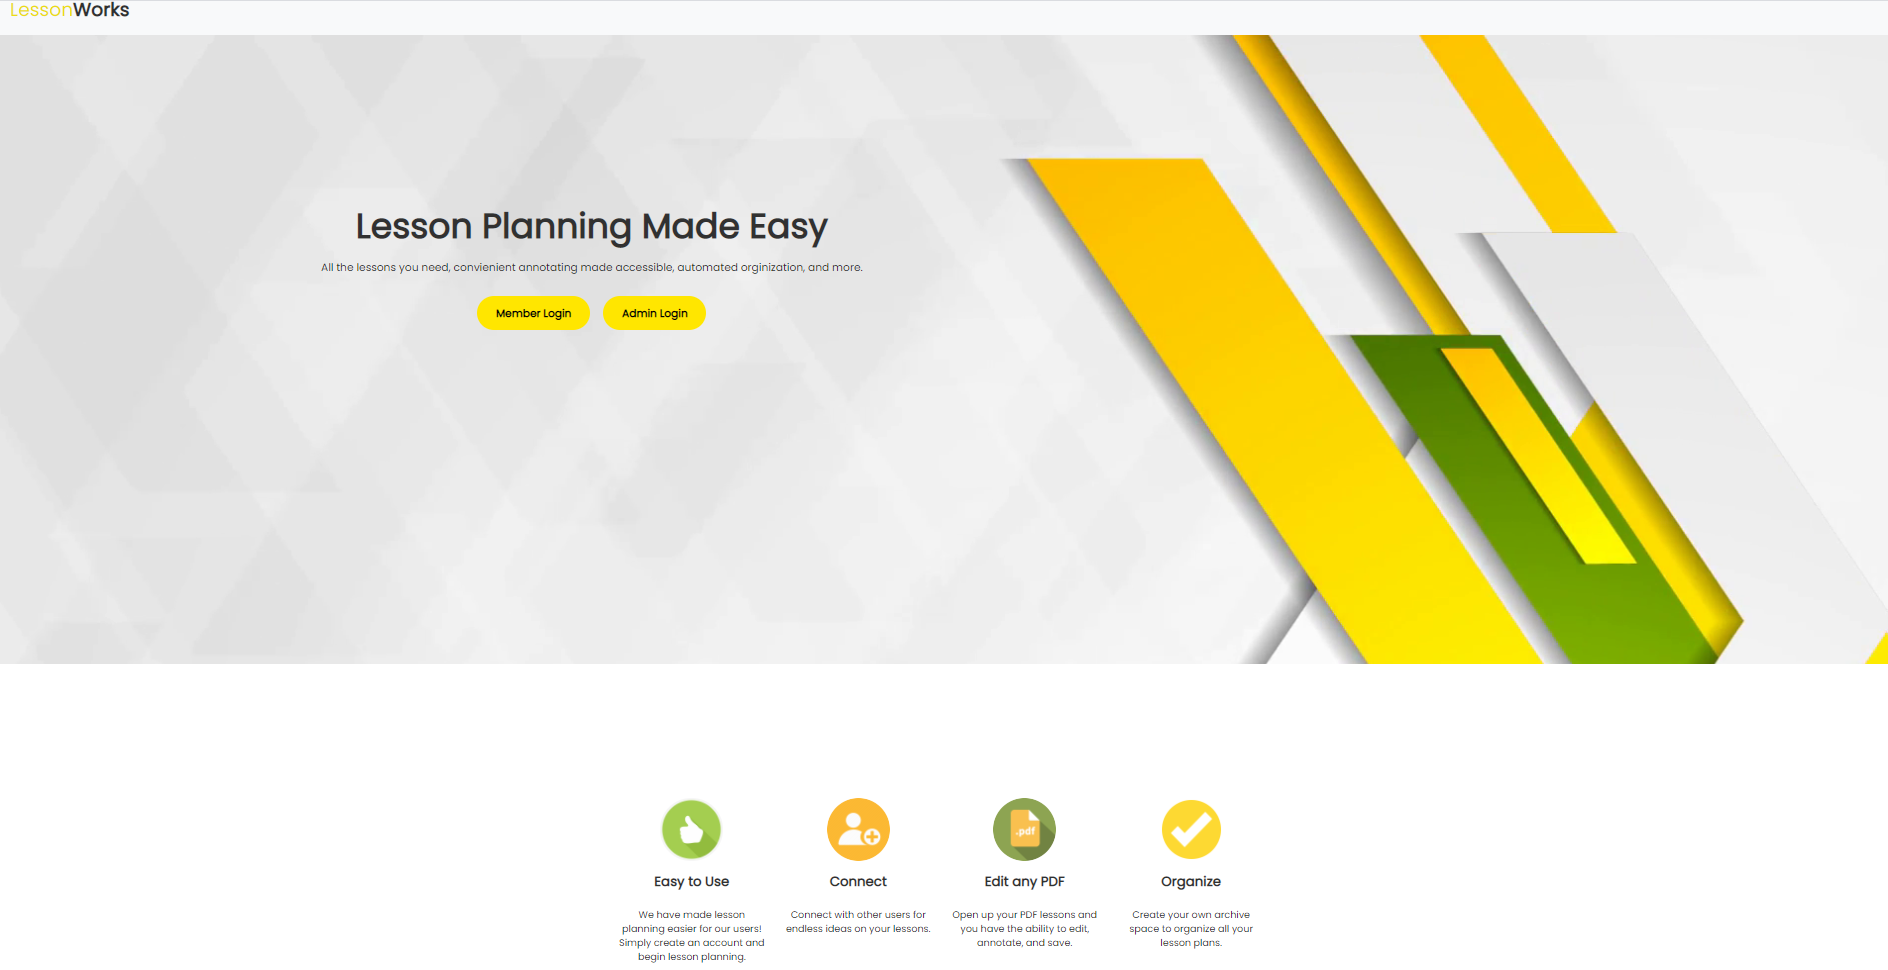 LessonWorks
Lesson Planning Made Easy
All the lessons you need, convienient annotating made accessible, automated orginization, and more.
Member Login
Admin Login
.pdf
Easy to Use
We have made lesson
planning easier for our users!
Simply create an account and
begin lesson planning.
Connect
Connect with other users for
endless ideas on your lessons.
Edit any PDF
Open up your PDF lessons and
you have the ability to edit,
annotate, and save.
Organize
Create your own archive
space to organize all your
lesson plans.